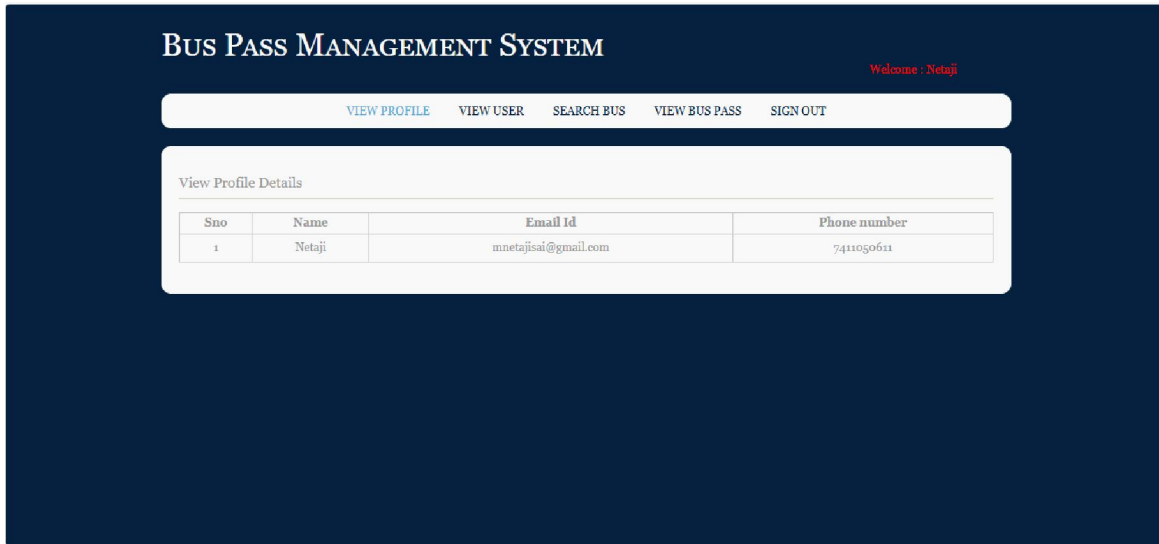 BUS PASS MANAGEMENT SYSTEM
Welcome : Netaji
VIEW PROFILE VIEW USER SEARCH BUS VIEW BUS PASS SIGN OUT
View Profile Details
Sno Name Email Id Phone number
1 Netaji mnetajisai@gmail.com 7411050611